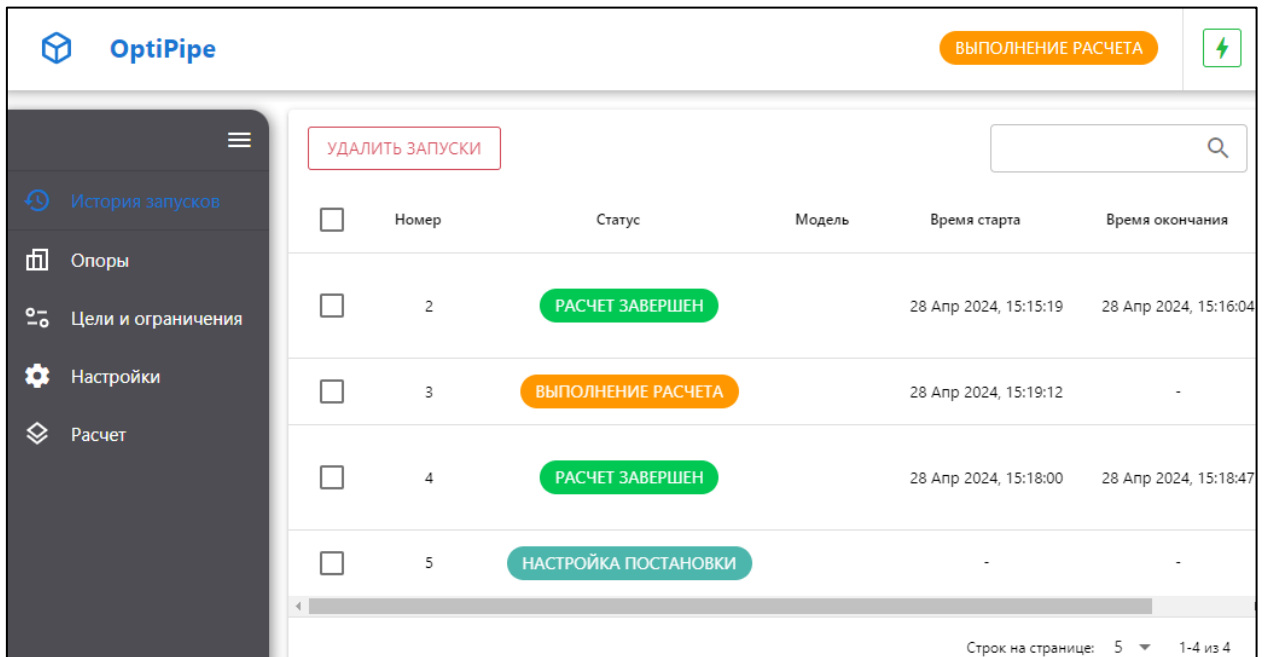 OptiPipe
ВЫПОЛНЕНИЕ РАСЧЕТА
История запусков
Опоры
Цели и ограничения
Настройки
Расчет
УДАЛИТЬ ЗАПУСКИ
Номер Статус Модель Время старта Время окончания
2 РАСЧЕТ ЗАВЕРШЕН 28 Апр 2024, 15:15:19 28 Апр 2024, 15:16:04
3 ВЫПОЛНЕНИЕ РАСЧЕТА 28 Апр 2024, 15:19:12 -
4 РАСЧЕТ ЗАВЕРШЕН 28 Апр 2024, 15:18:00 28 Апр 2024, 15:18:47
5 НАСТРОЙКА ПОСТАНОВКИ - -
Строк на странице: 5 1-4 из 4